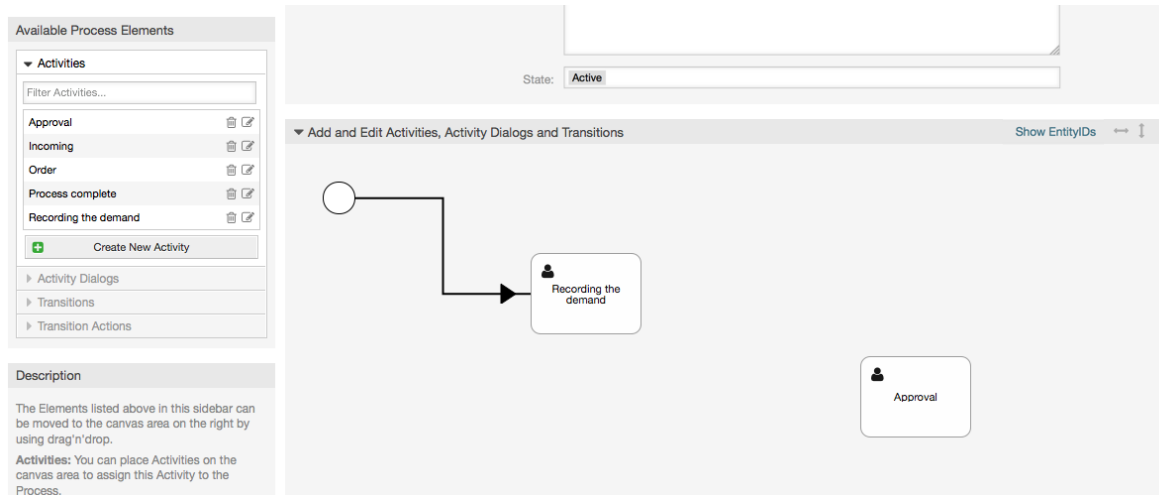 Available Process Elements
Activities
Filter Activities...
Approval
Incoming
Order
Process complete
Recording the demand
Create New Activity
Activity Dialogs
Transitions
Transition Actions
Description
The Elements listed above in this sidebar can
be moved to the canvas area on the right by
using drag'n'drop.
Activities: You can place Activities on the
canvas area to assign this Activity to the
Process.
State: Active
Add and Edit Activities, Activity Dialogs and Transitions
Show EntityIDs
Recording the
demand
Approval